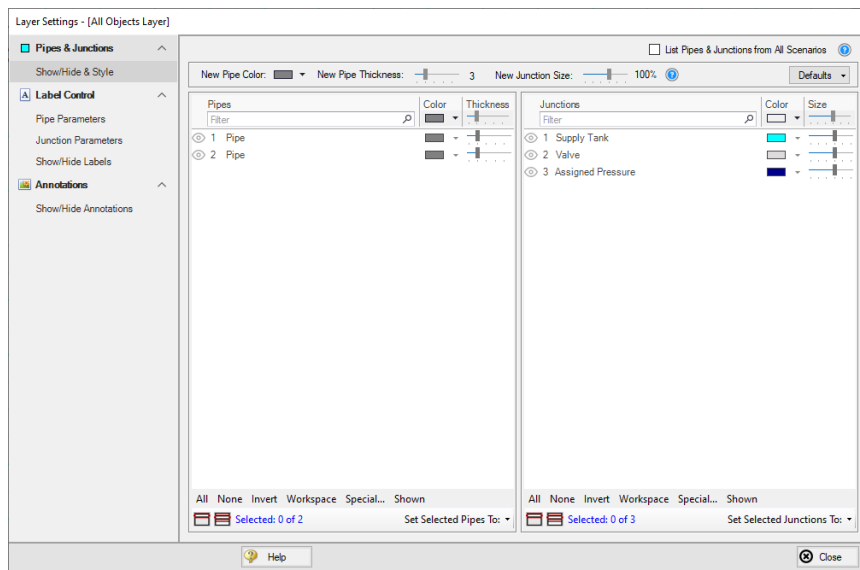 Layer Settings - [All Objects Layer]
Pipes & Junctions
Show/Hide & Style
A Label Control
Pipe Parameters
Junction Parameters
Show/Hide Labels
Annotations
Show/Hide Annotations
List Pipes & Junctions from All Scenarios ?
New Pipe Color: New Pipe Thickness: 3 New Junction Size: 100% ? Defaults
Pipes Color Thickness
Filter
1 Pipe
2 Pipe
All None Invert Workspace Special... Shown
Selected: 0 of 2 Set Selected Pipes To:
Junctions Color Size
Filter
1 Supply Tank
2 Valve
3 Assigned Pressure
All None Invert Workspace Special... Shown
Selected: 0 of 3 Set Selected Junctions To:
? Help
Close